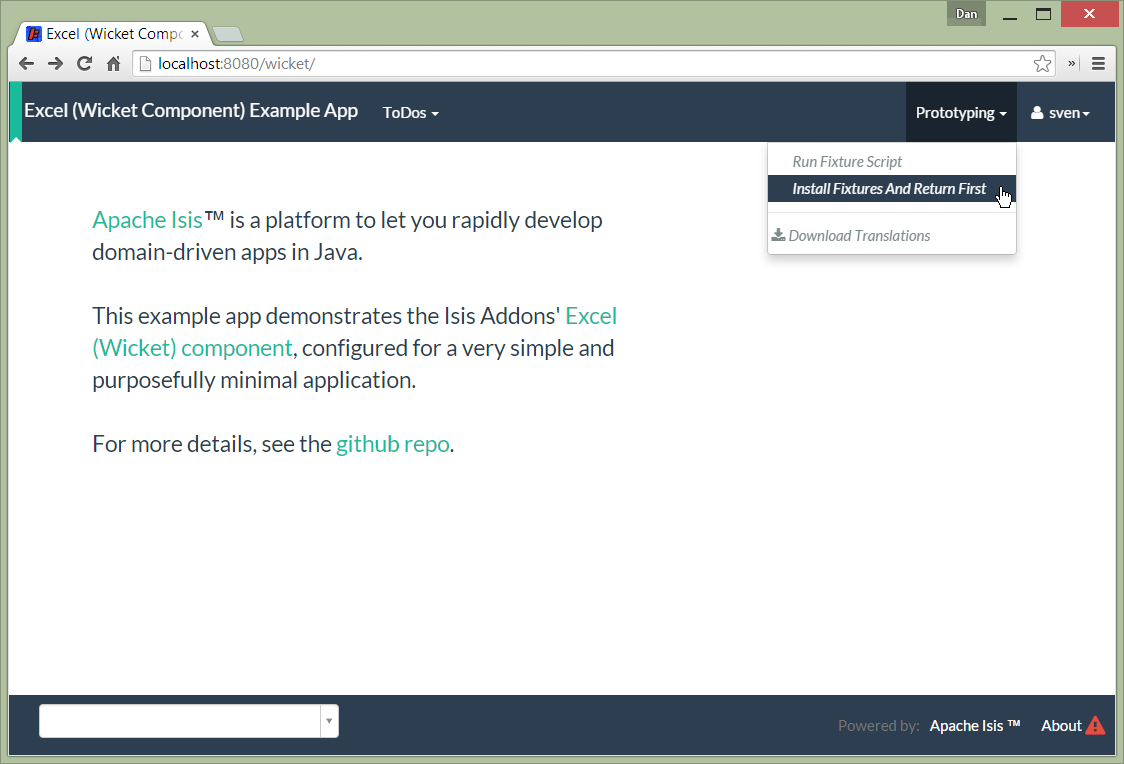 Dan
Excel (Wicket Compo
localhost:8080/wicket/
Excel (Wicket Component) Example App ToDos Prototyping sven
Run Fixture Script
Install Fixtures And Return First
Download Translations
Apache Isis™ is a platform to let you rapidly develop
domain-driven apps in Java.
This example app demonstrates the Isis Addons' Excel
(Wicket) component, configured for a very simple and
purposefully minimal application.
For more details, see the github repo.
Powered by: Apache Isis ™ About